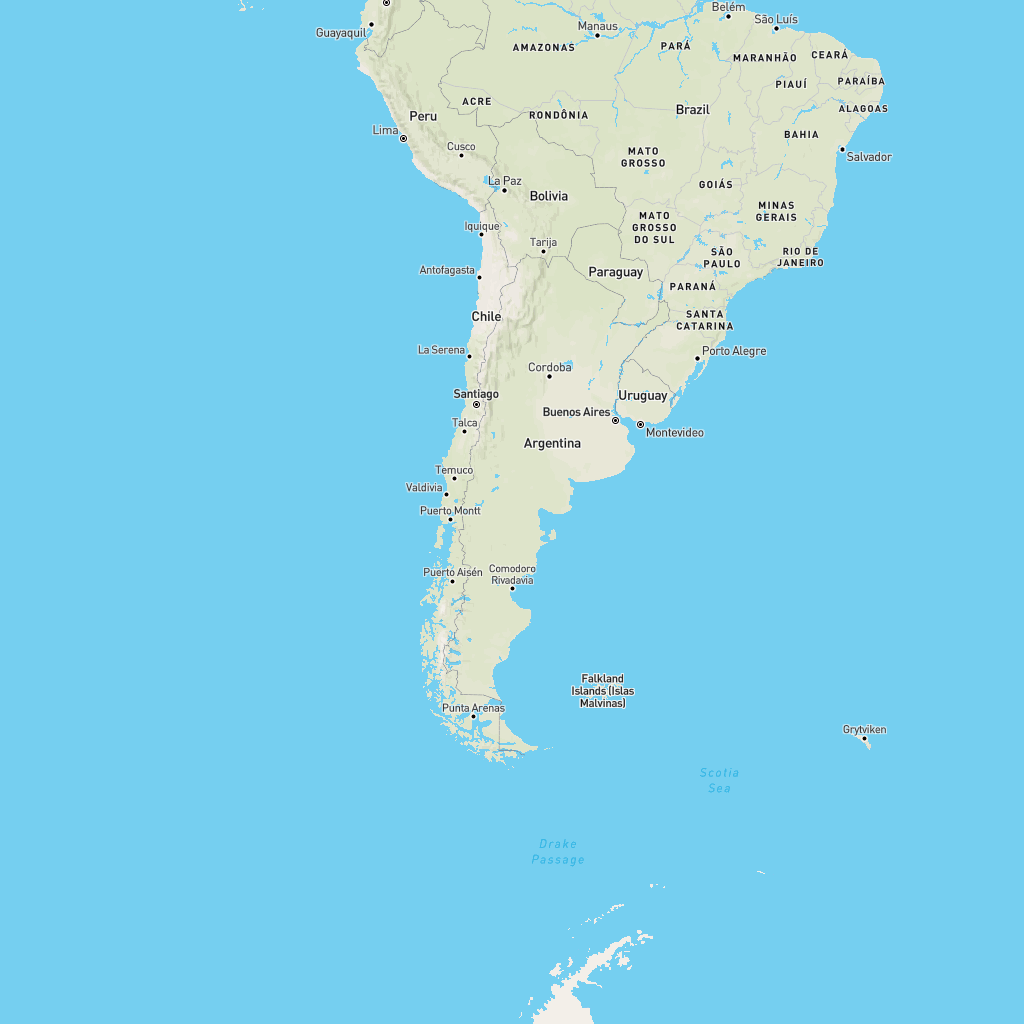 Belém
São Luís
Guayaquil
Manaus
AMAZONAS
PARÁ
MARANHÃO
CEARÁ
PIAUÍ
PARAÍBA
ACRE
ALAGOAS
Peru
RONDÔNIA
Brazil
Lima
BAHIA
Cusco
MATO
GROSSO
Salvador
La Paz
GOIÁS
Bolivia
MINAS
GERAIS
MATO
GROSSO
DO SUL
Iquique
Tarija
SÃO
PAULO
RIO DE
JANEIRO
Antofagasta
Paraguay
PARANÁ
Chile
SANTA
CATARINA
La Serena
Porto Alegre
Cordoba
Santiago
Uruguay
Buenos Aires
Talca
Montevideo
Argentina
Temuco
Valdivia
Puerto Montt
Puerto Aisén
Comodoro
Rivadavia
Falkland
Islands (Islas
Malvinas)
Punta Arenas
Grytviken
Scotia
Sea
Drake
Passage